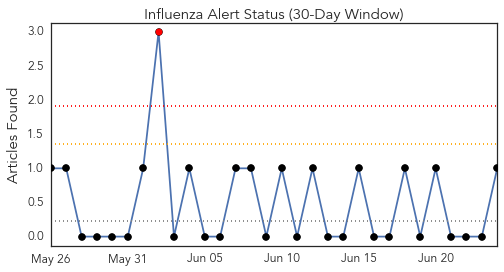 Influenza Alert Status (30-Day Window)
Articles Found
3.0
2.5
2.0
1.5
1.0
0.5
0.0
May 26
May 31
Jun 05
Jun 10
Jun 15
Jun 20